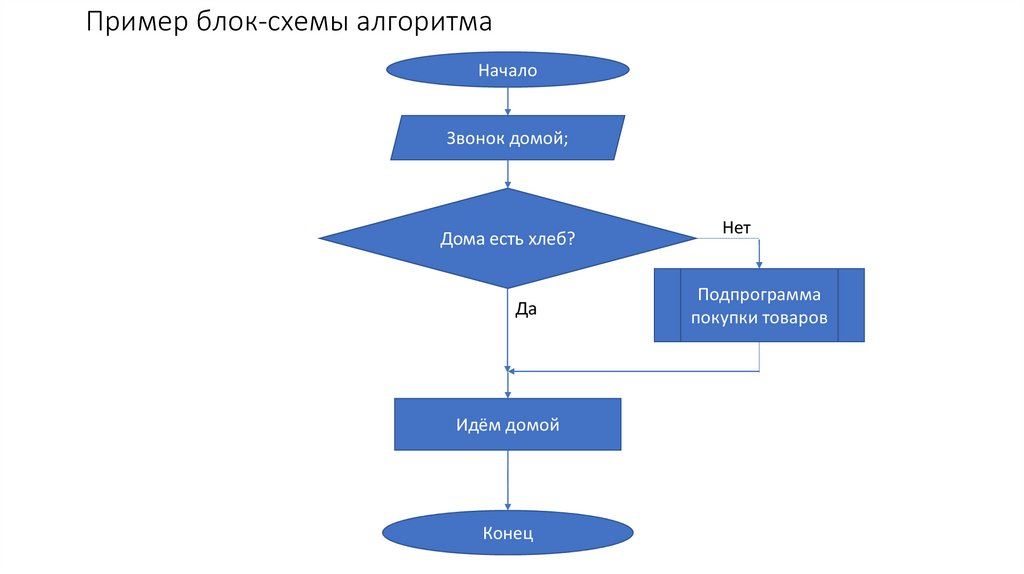 Пример блок-схемы алгоритма
Начало
Звонок домой;
Дома есть хлеб?
Нет
Подпрограмма
покупки товаров
Да
Идём домой
Конец